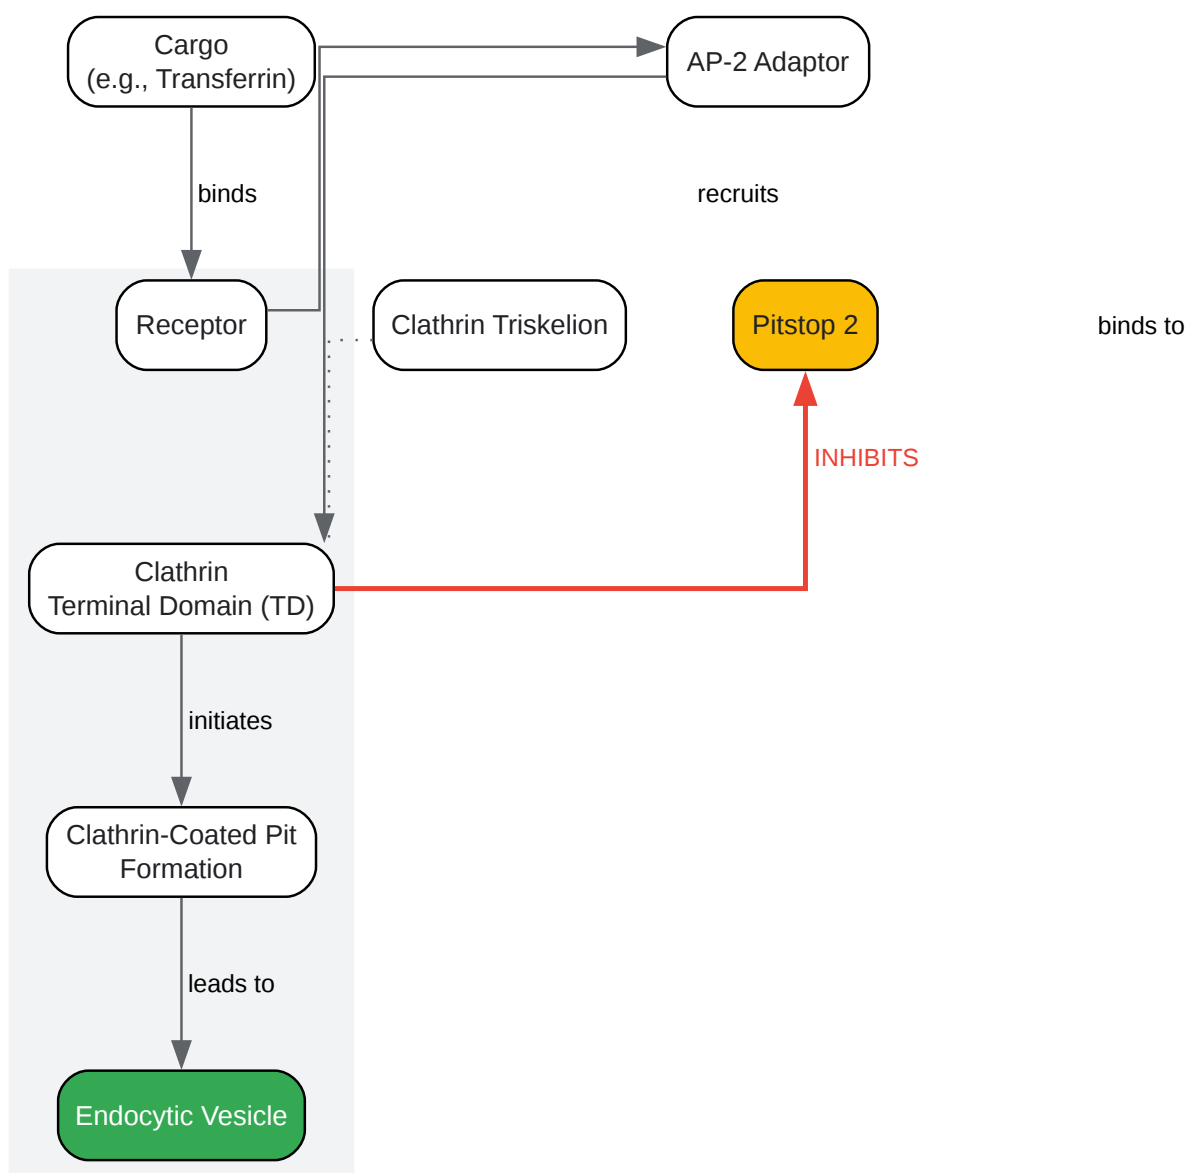 Cargo
(e.g., Transferrin)
AP-2 Adaptor
binds
recruits
Receptor
Clathrin Triskelion
Pitstop 2
binds to
INHIBITS
Clathrin
Terminal Domain (TD)
initiates
Clathrin-Coated Pit
Formation
leads to
Endocytic Vesicle